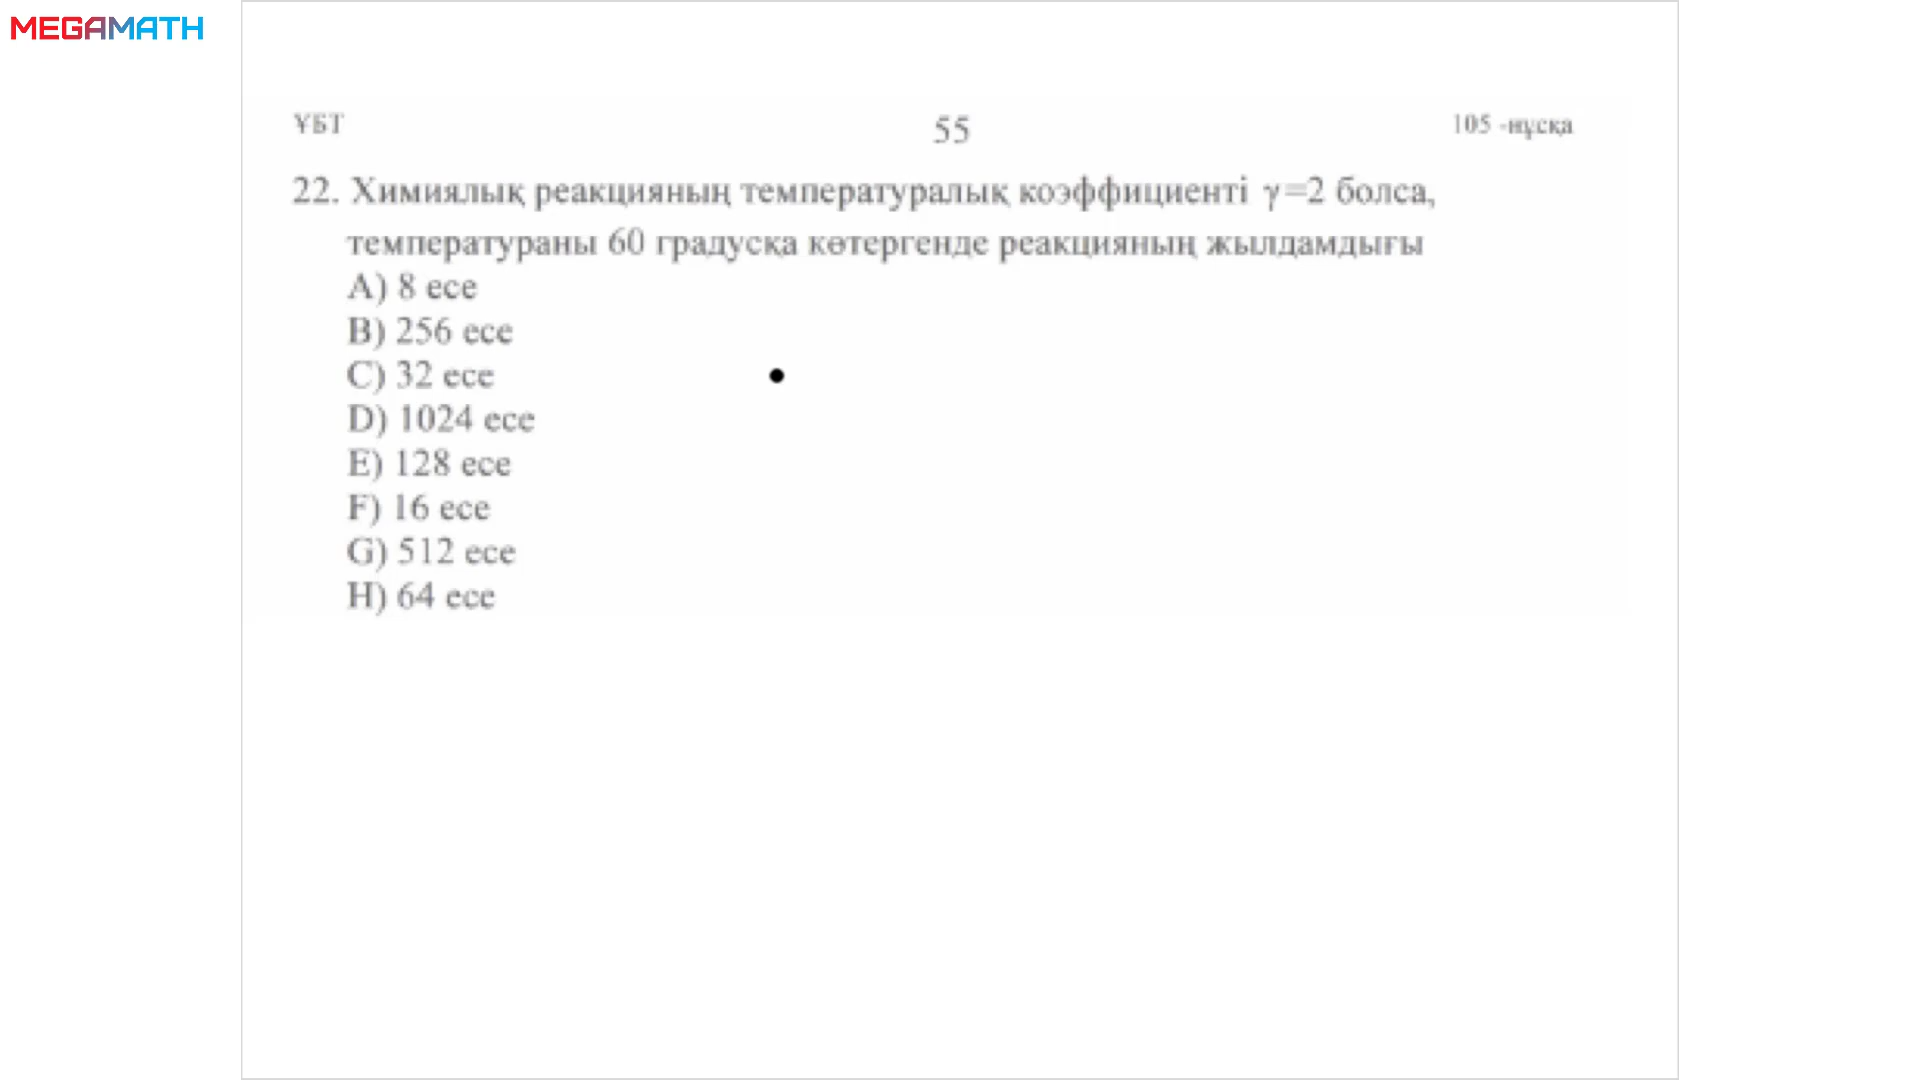 MEGAMATH
ҰБТ 55 105 -нұсқа
22. Химиялық реакцияның температуралық коэффициенті γ=2 болса,
температураны 60 градусқа көтергенде реакцияның жылдамдығы
A) 8 есе
B) 256 есе
C) 32 есе
D) 1024 есе
E) 128 есе
F) 16 есе
G) 512 есе
H) 64 есе